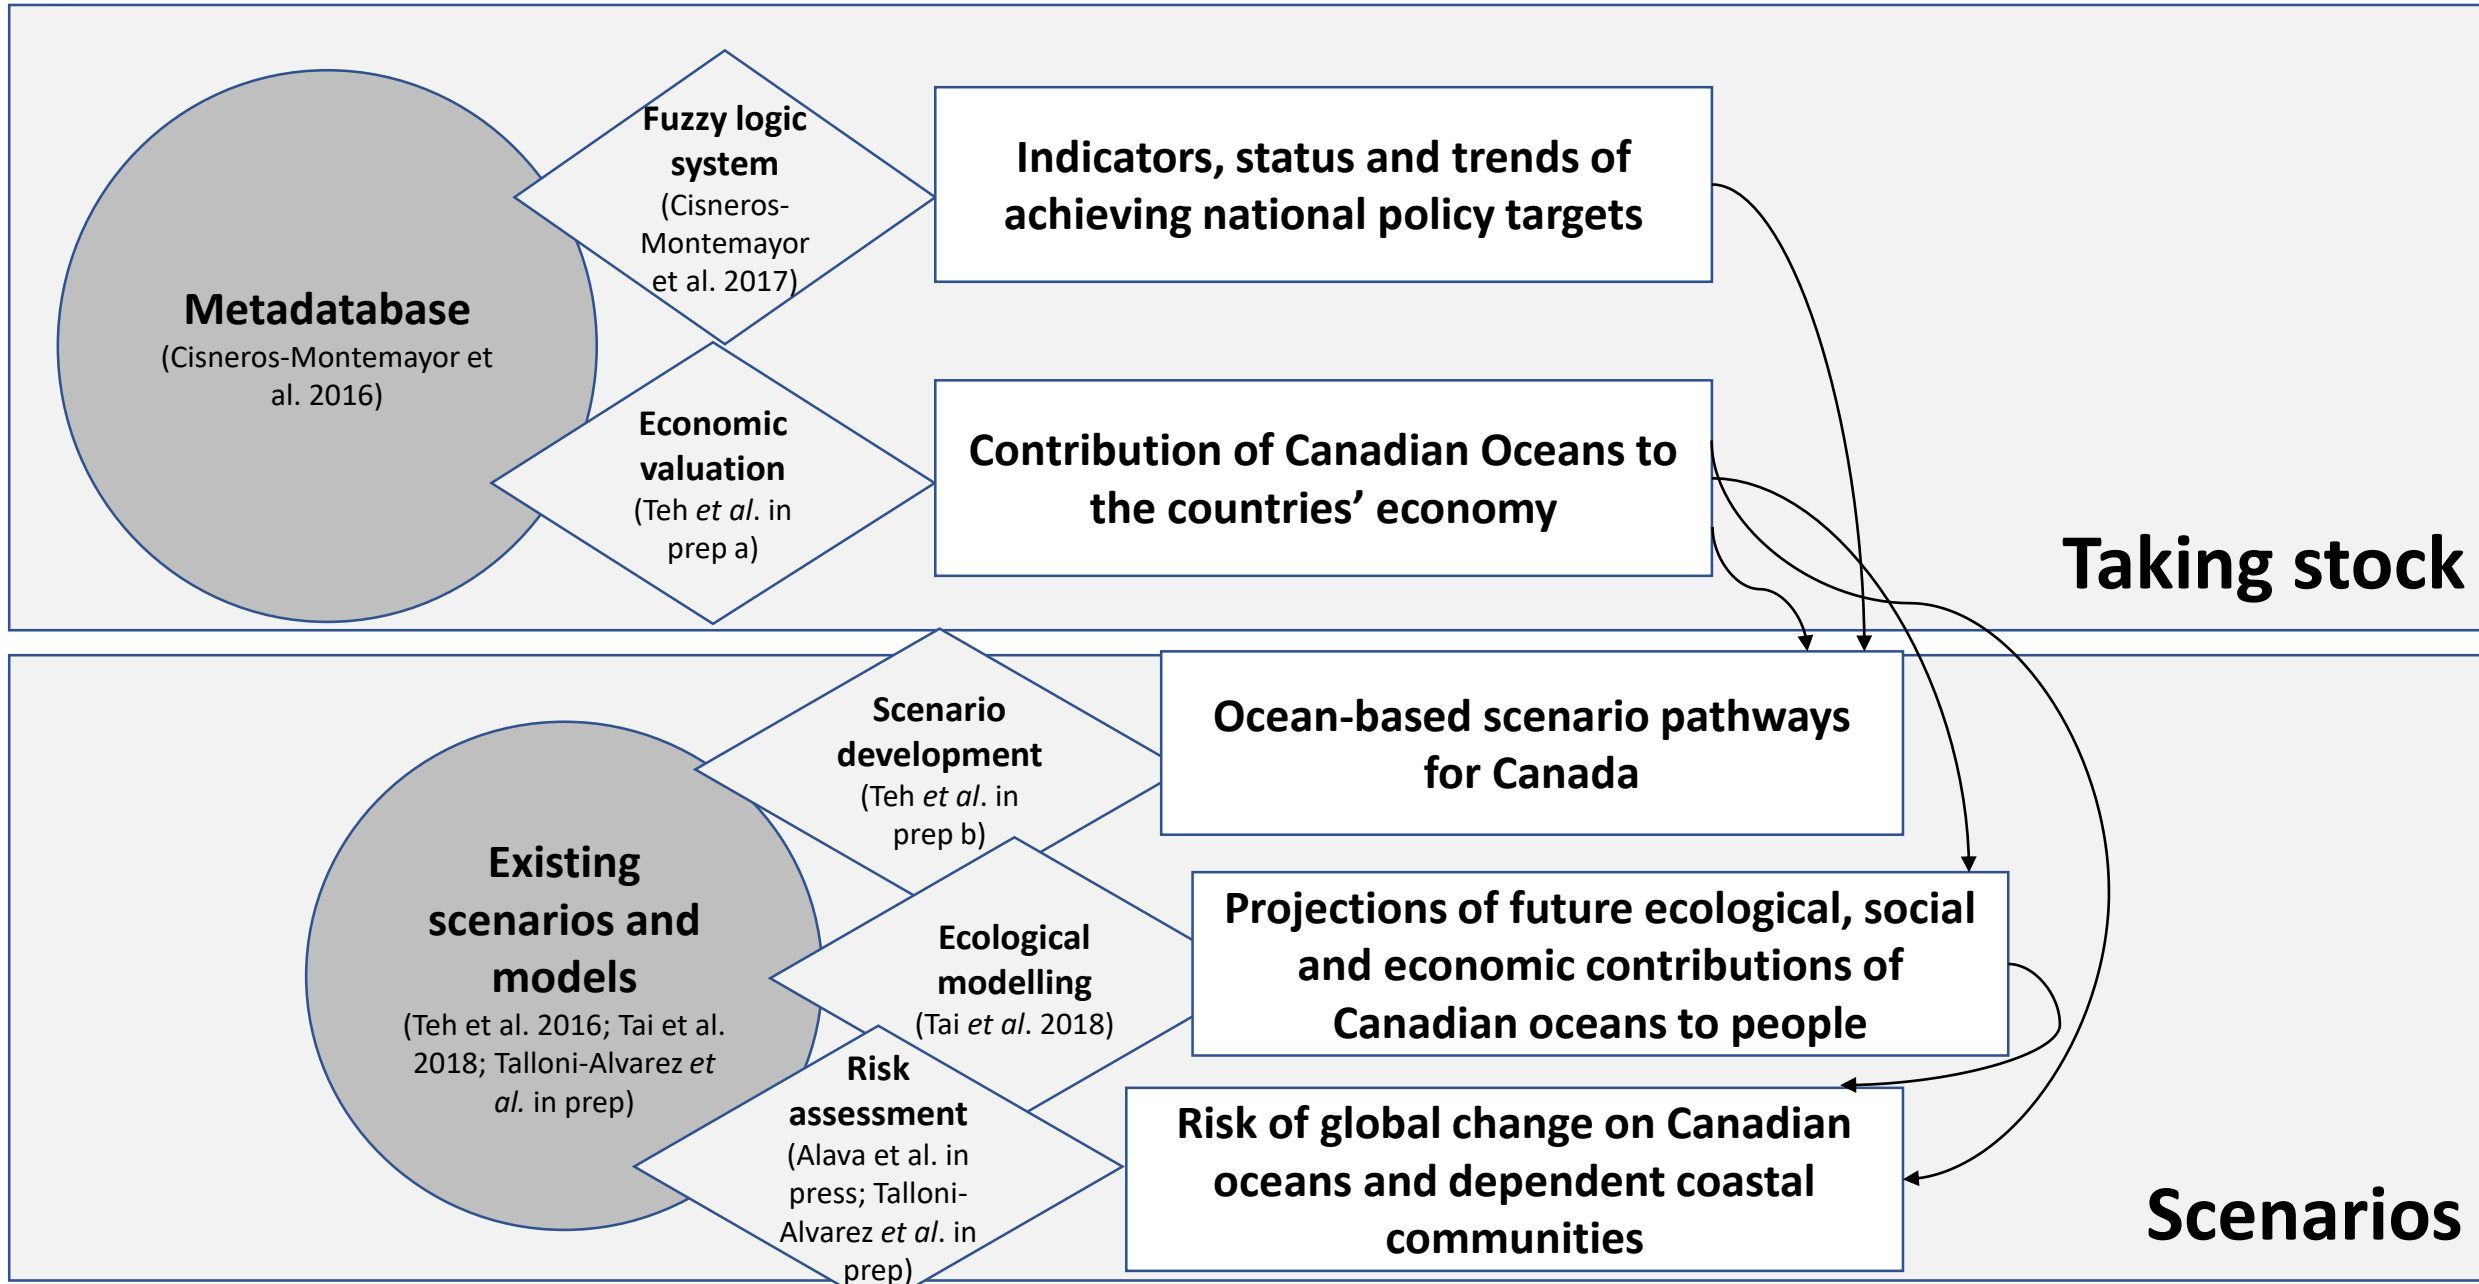 Fuzzy logic
system
(Cisneros-
Montemayor
et al. 2017)
Indicators, status and trends of
achieving national policy targets
Metadatabase
(Cisneros-Montemayor et
al. 2016)
Economic
valuation
(Teh et al. in
prep a)
Contribution of Canadian Oceans to
the countries’ economy
Taking stock
Scenario
development
(Teh et al. in
prep b)
Ocean-based scenario pathways
for Canada
Existing
scenarios and
models
(Teh et al. 2016; Tai et al.
2018; Talloni-Alvarez et
al. in prep)
Ecological
modelling
(Tai et al. 2018)
Projections of future ecological, social
and economic contributions of
Canadian oceans to people
Risk
assessment
(Alava et al. in
press; Talloni-
Alvarez et al. in
prep)
Risk of global change on Canadian
oceans and dependent coastal
communities
Scenarios